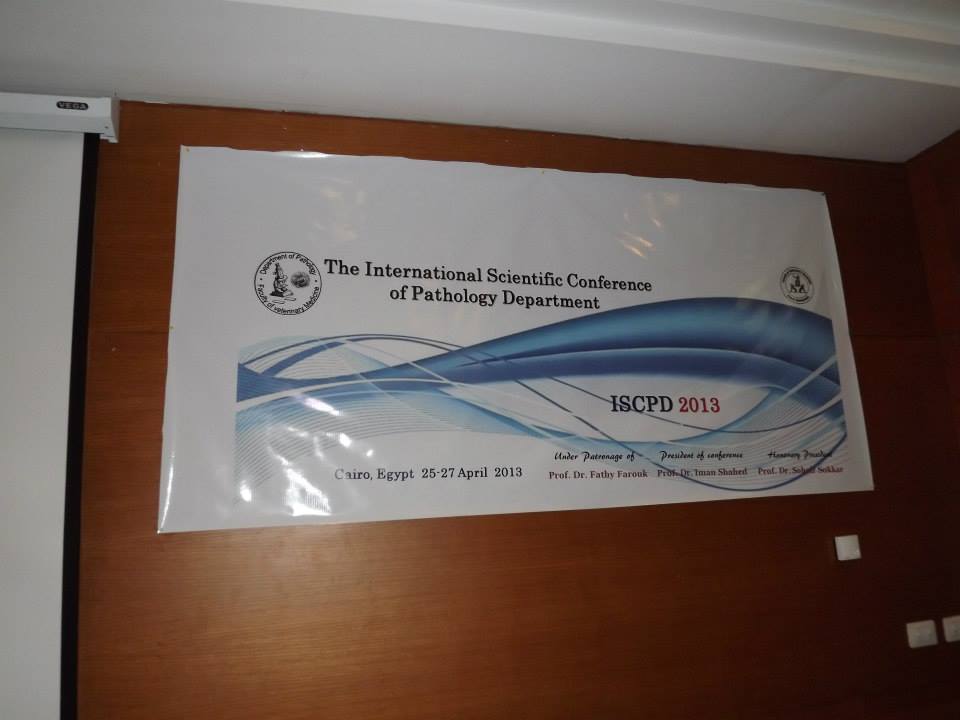 VEGA
Department of Pathology
Faculty of Veterinary Medicine
The International Scientific Conference
of Pathology Department
ISCPD 2013
Under Patronage of President of conference Honorary President
Cairo, Egypt 25-27 April 2013
Prof. Dr. Fathy Farouk Prof. Dr. Iman Shahed Prof. Dr. Sokkar